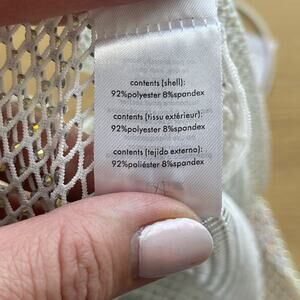 contents (shell):
92%polyester 8%spandex
contents (tissu extérieur):
92%polyester 8%spandex
contents (tejido externo):
92%poliéster 8%spandex